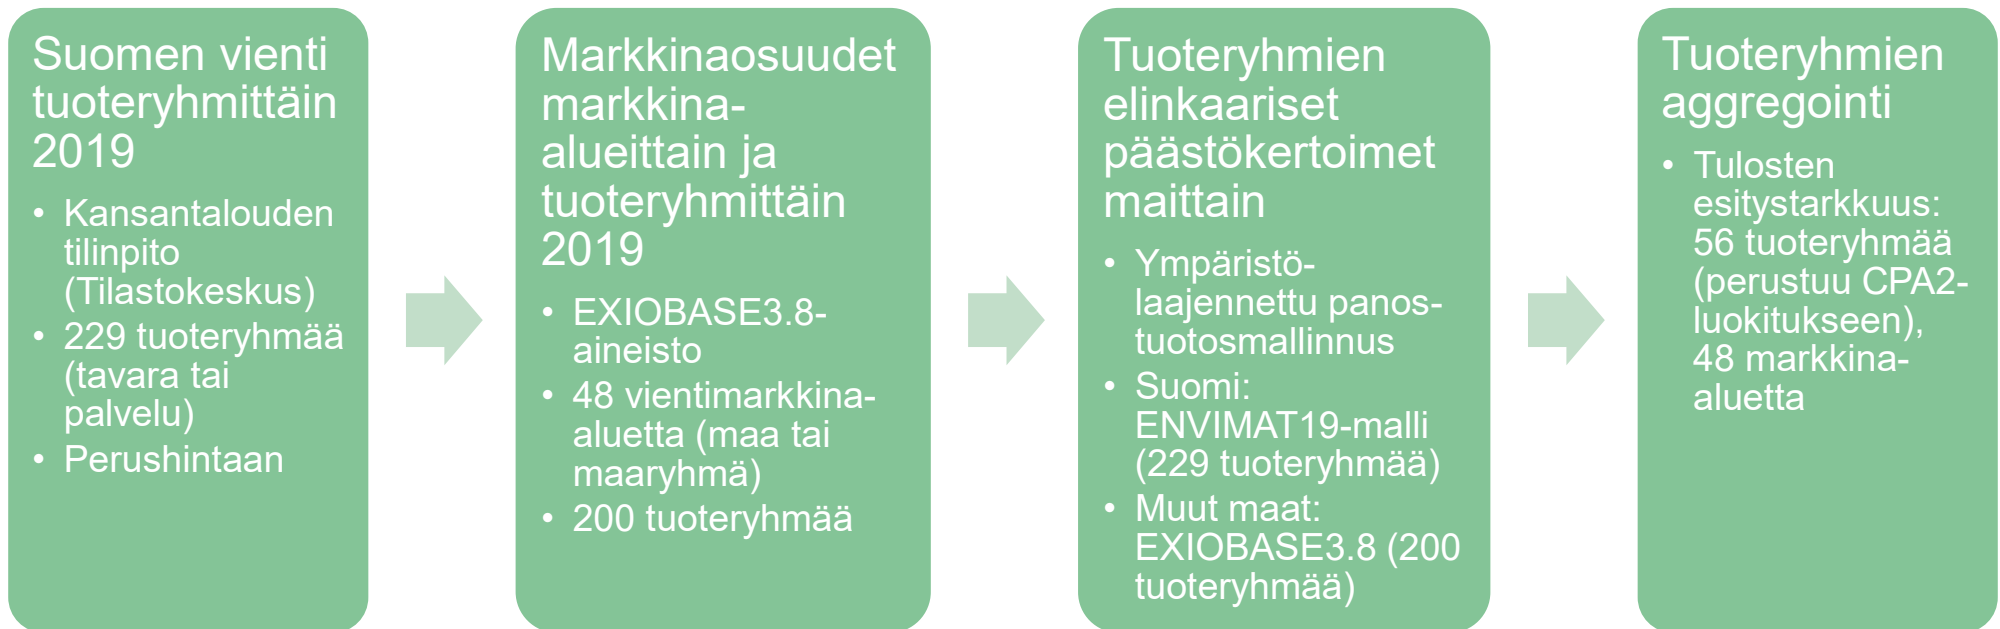 Suomen vienti
tuoteryhmittäin
2019
• Kansantalouden
tilinpito
(Tilastokeskus)
• 229 tuoteryhmää
(tavara tai
palvelu)
• Perushintaan
Markkinaosuudet
markkina-
alueittain ja
tuoteryhmittäin
2019
• EXIOBASE3.8-
aineisto
• 48 vientimarkkina-
aluetta (maa tai
maaryhmä)
• 200 tuoteryhmää
Tuoteryhmien
elinkaariset
päästökertoimet
maittain
• Ympäristö-
laajennettu panos-
tuotosmallinnus
• Suomi:
ENVIMAT19-malli
(229 tuoteryhmää)
• Muut maat:
EXIOBASE3.8 (200
tuoteryhmää)
Tuoteryhmien
aggregointi
• Tulosten
esitystarkkuus:
56 tuoteryhmää
(perustuu CPA2-
luokitukseen),
48 markkina-
aluetta